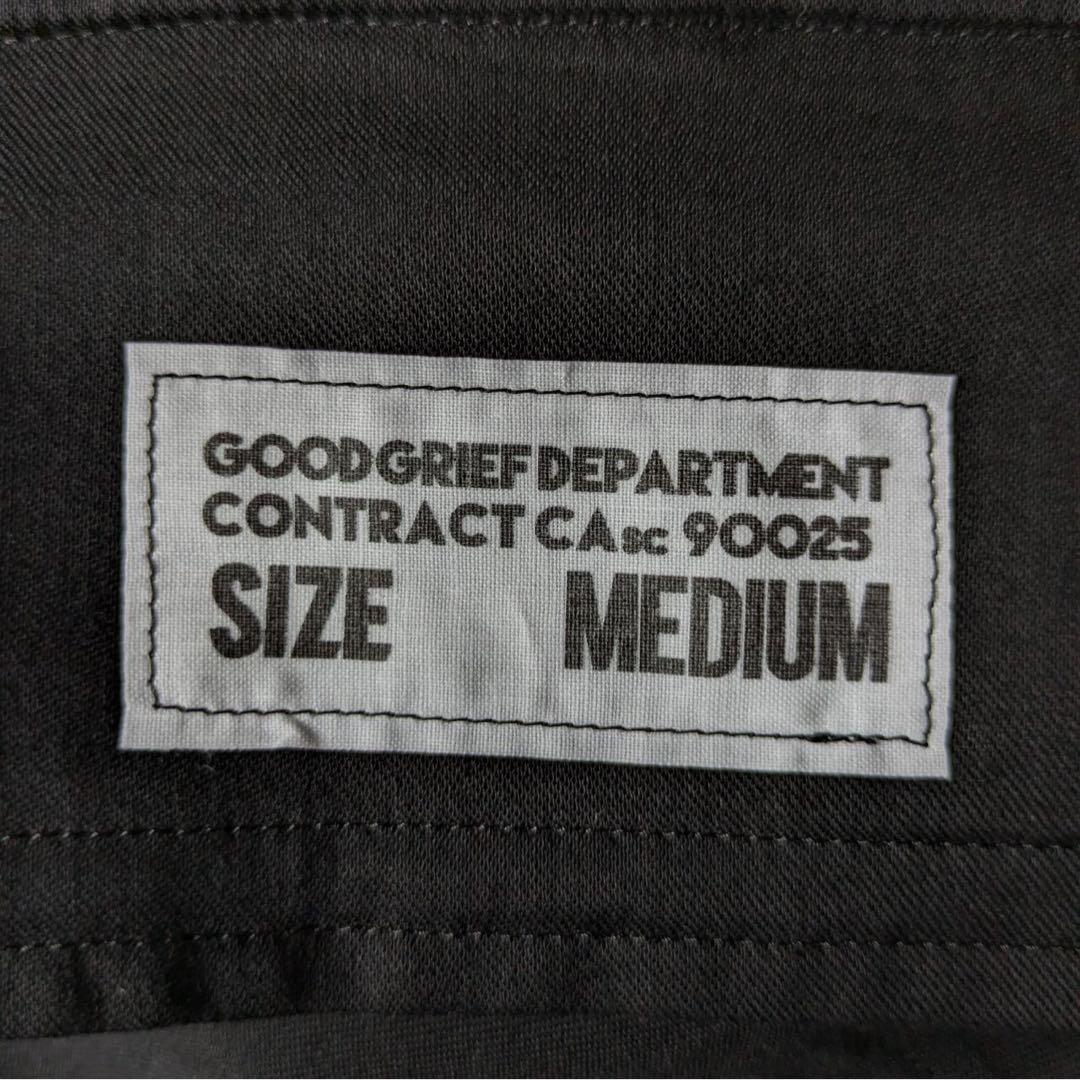 GOOD GRIEF DEPARTMENT
CONTRACT CA SC 90025
SIZE MEDIUM